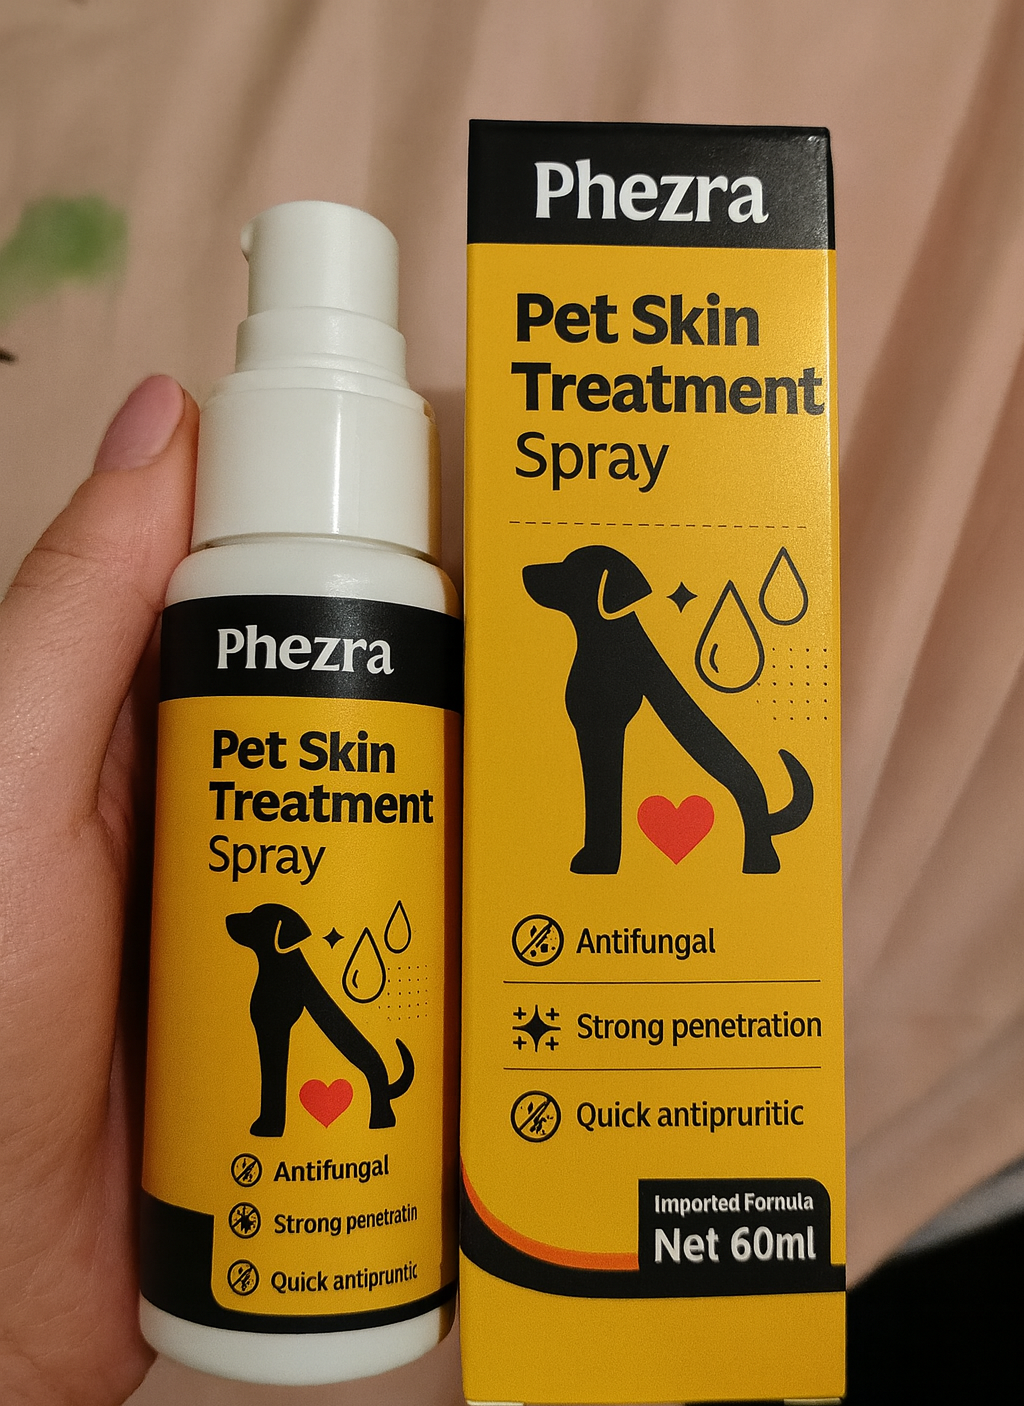 Phezra
Pet Skin
Treatment
Spray
Antifungal
Strong penetratin
Quick antipruntic
Phezra
Pet Skin
Treatment
Spray
Antifungal
Strong penetration
Quick antipruritic
Imported Fornula
Net 60ml